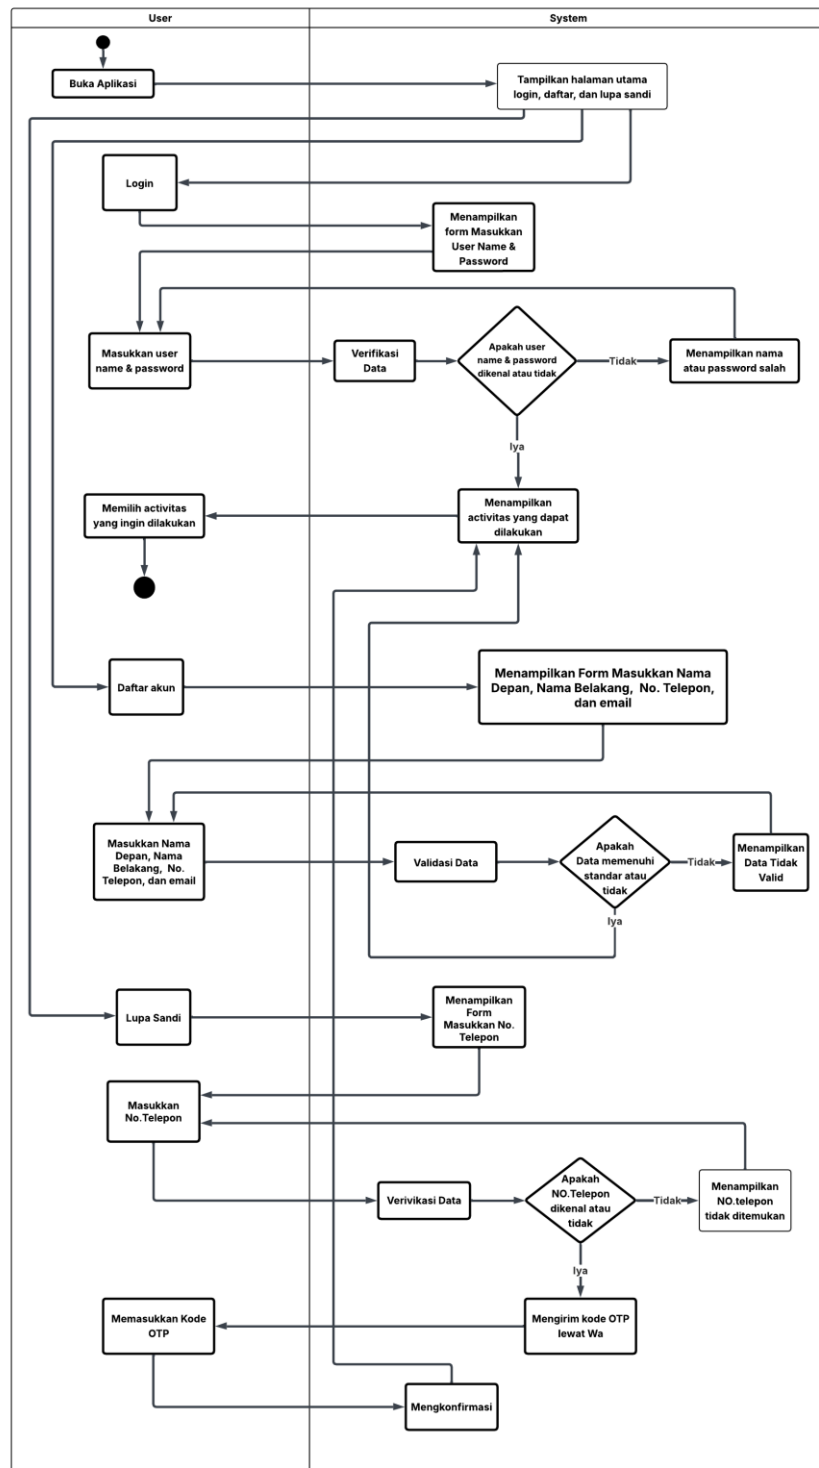 User
System
Buka Aplikasi
Tampilkan halaman utama
login, daftar, dan lupa sandi
Login
Menampilkan
form Masukkan
User Name &
Password
Masukkan user
name & password
Verifikasi
Data
Apakah user
name & password
dikenal atau tidak
Tidak
Menampilkan nama
atau password salah
Iya
Memilih activitas
yang ingin dilakukan
Menampilkan
activitas yang dapat
dilakukan
Daftar akun
Menampilkan Form Masukkan Nama
Depan, Nama Belakang, No. Telepon,
dan email
Masukkan Nama
Depan, Nama
Belakang, No.
Telepon, dan email
Validasi Data
Apakah
Data memenuhi
standar atau
tidak
Tidak
Menampilkan
Data Tidak
Valid
Iya
Lupa Sandi
Menampilkan
Form
Masukkan No.
Telepon
Masukkan
No.Telepon
Verivikasi Data
Apakah
NO.Telepon
dikenal atau
tidak
Tidak
Menampilkan
NO.telepon
tidak ditemukan
Iya
Memasukkan Kode
OTP
Mengirim kode OTP
lewat Wa
Mengkonfirmasi